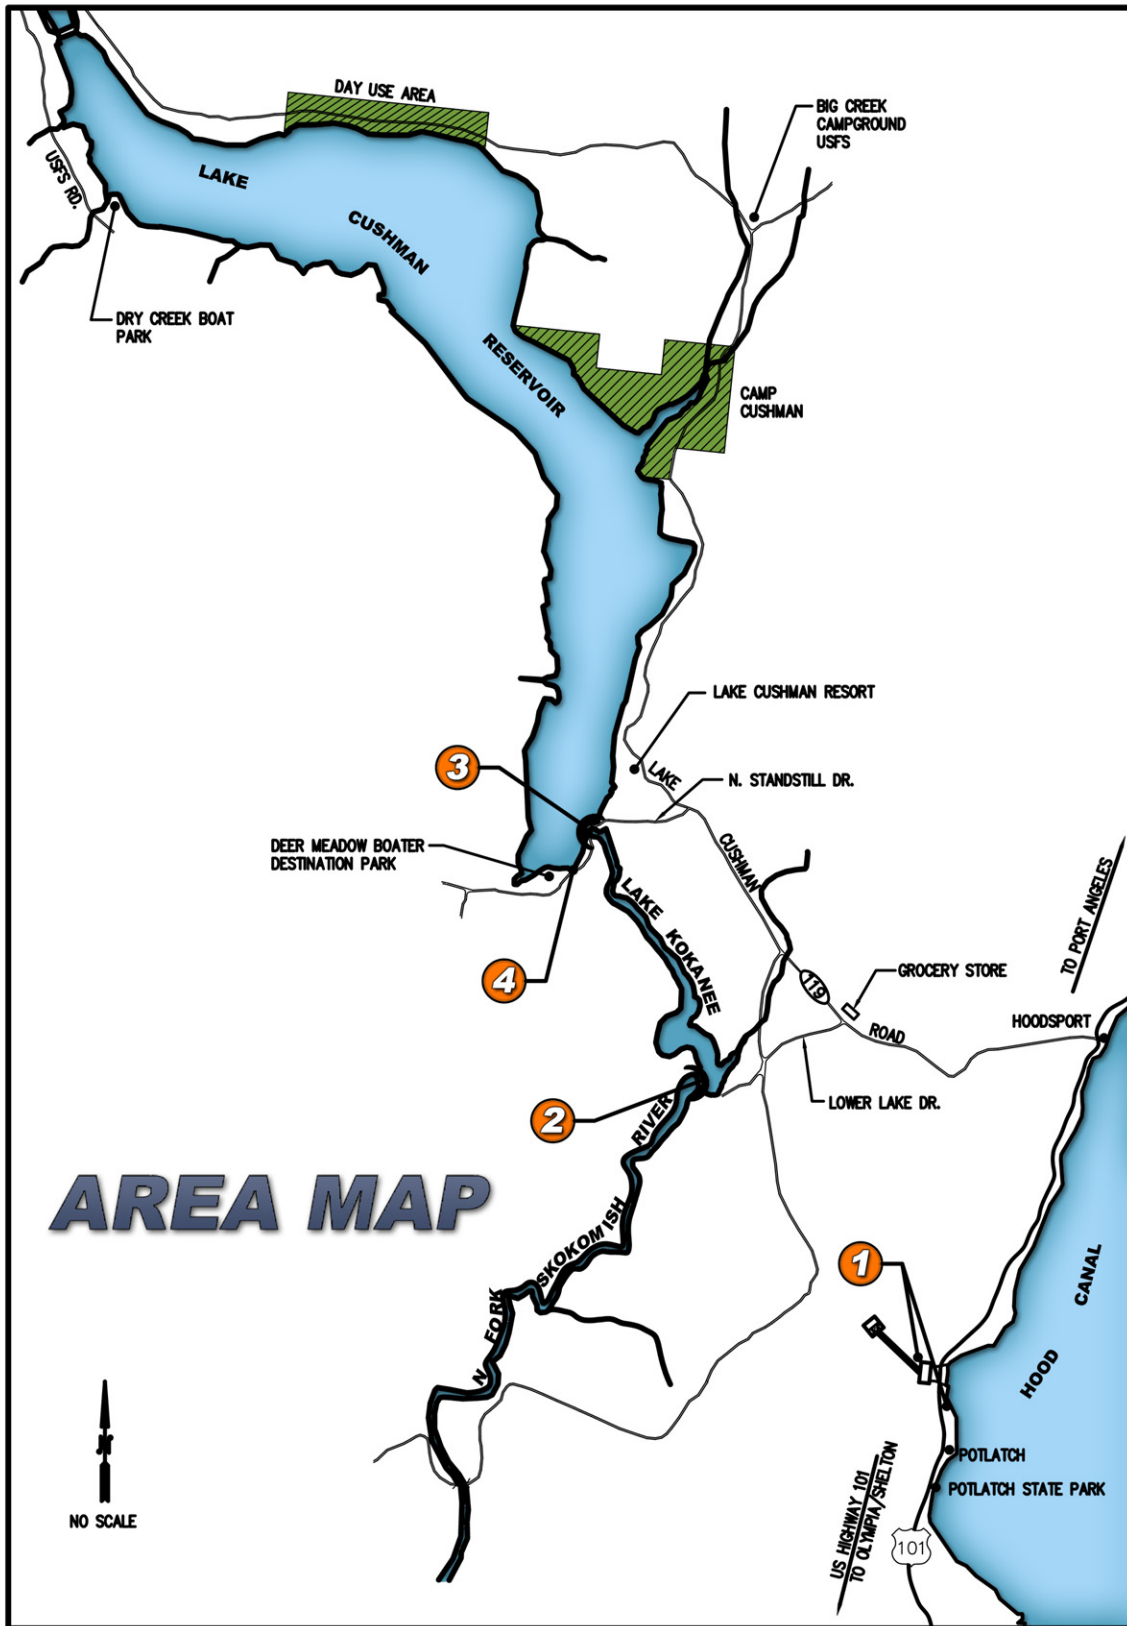 DAY USE AREA
BIG CREEK
CAMPGROUND
USFS
USFS RD.
LAKE
CUSHMAN
RESERVOIR
DRY CREEK BOAT
PARK
CAMP
CUSHMAN
LAKE CUSHMAN RESORT
3
LAKE
N. STANDSTILL DR.
DEER MEADOW BOATER
DESTINATION PARK
CUSHMAN
LAKE KOKANEE
TO PORT ANGELES
4
119
GROCERY STORE
ROAD
HOODSPORT
2
LOWER LAKE DR.
AREA MAP
N FORK SKOKOMISH RIVER
1
HOOD CANAL
N
NO SCALE
POTLATCH
POTLATCH STATE PARK
US HIGHWAY 101
TO OLYMPIA/SHELTON
101